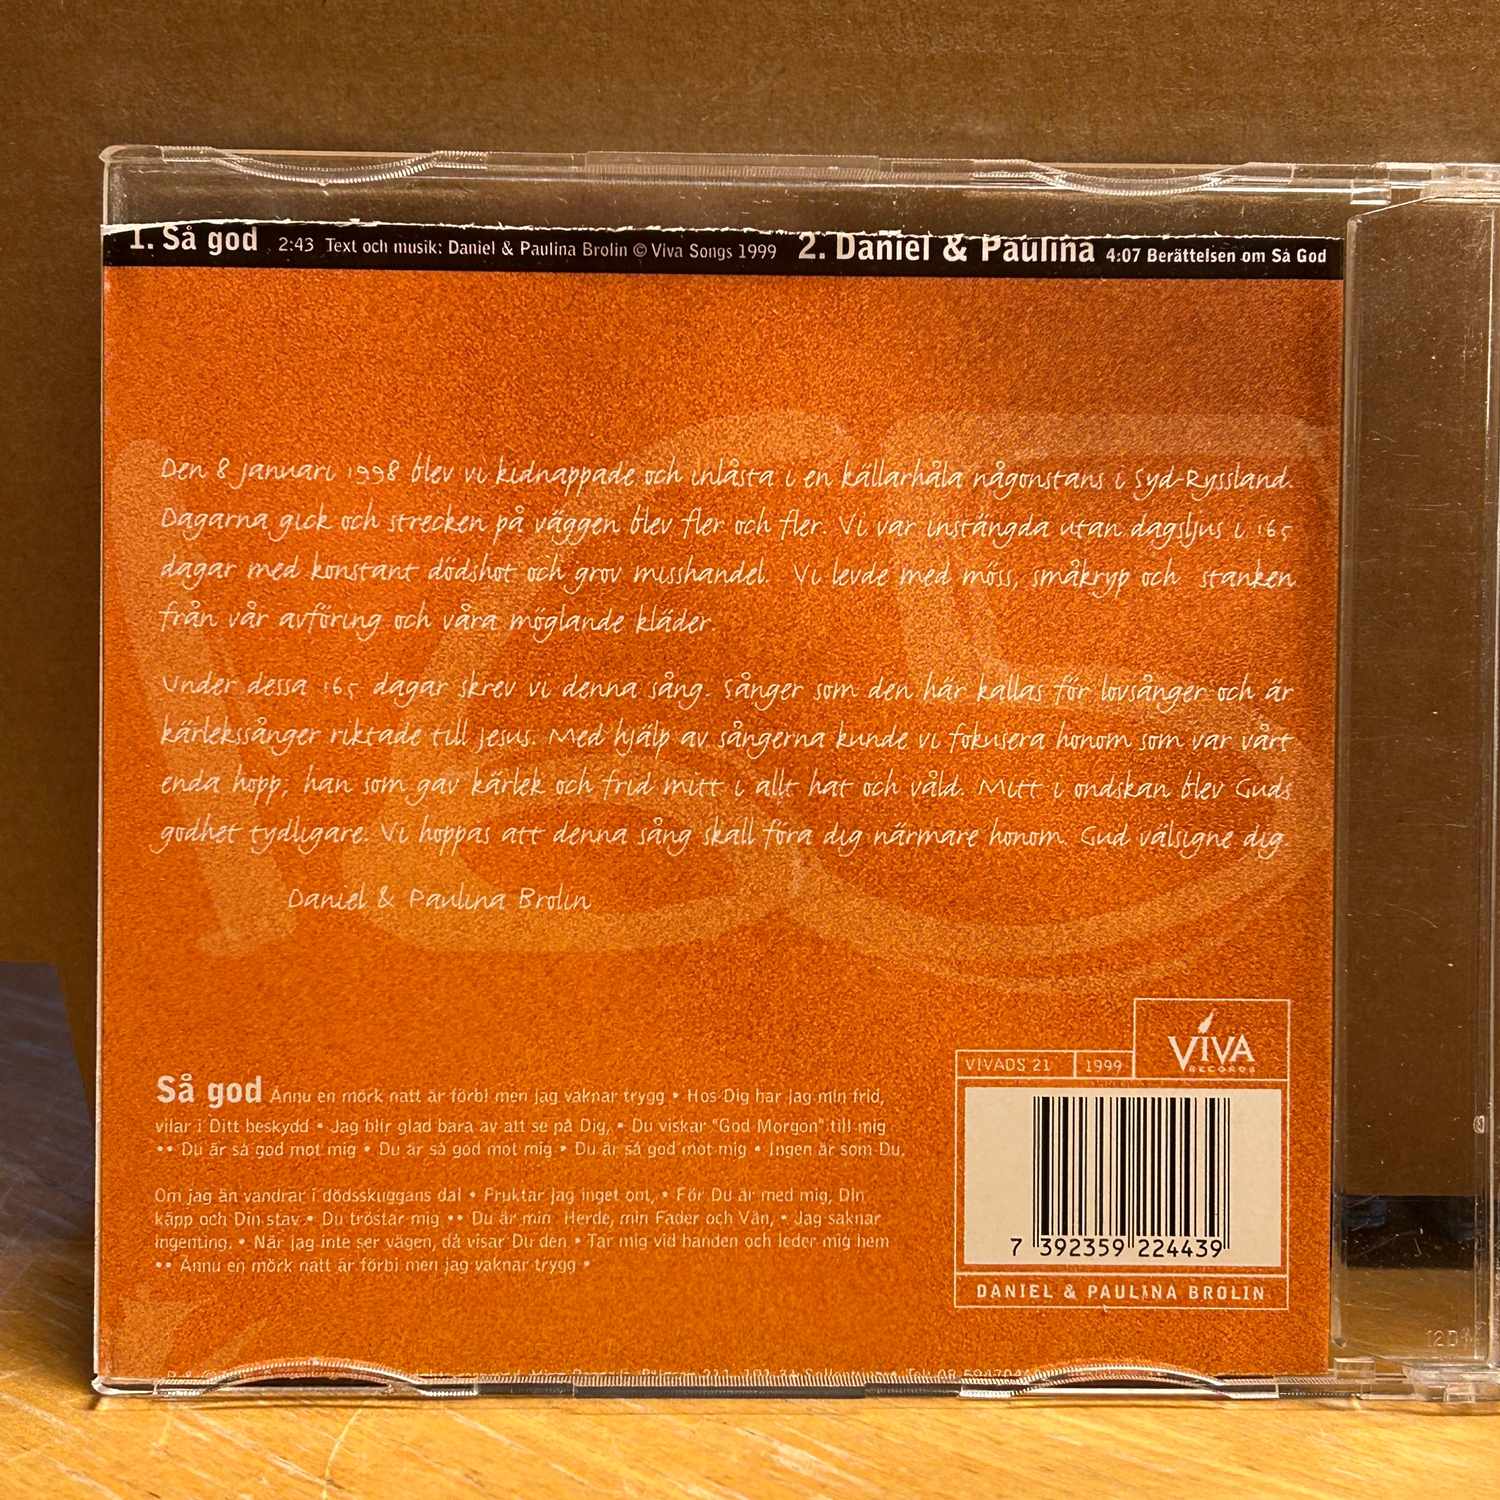 1. Så god 2:43 Text och musik: Daniel & Paulina Brolin © Viva Songs 1999 2. Daniel & Paulina 4:07 Berättelsen om Så God
Den 8 januari 1998 blev vi kidnappade och inlåsta i en källarhåla någonstans i Syd-Ryssland.
Dagarna gick och strecken på väggen blev fler och fler. Vi var instängda utan dagsljus i 165
dagar med konstant dödshot och grov misshandel. Vi levde med möss, småkryp och stanken
från vår avföring och våra möglande kläder.
Under dessa 165 dagar skrev vi denna sång. Sånger som den här kallas för lovsånger och är
kärlekssånger riktade till Jesus. Med hjälp av sångerna kunde vi fokusera honom som var vårt
enda hopp, han som gav kärlek och frid mitt i allt hat och våld. Mitt i ondskan blev Guds
godhet tydligare. Vi hoppas att denna sång skall föra dig närmare honom. Gud välsigne dig.
Daniel & Paulina Brolin
Så god Ännu en mörk natt är förbi men jag vaknar trygg • Hos Dig har jag min frid,
vilar i Ditt beskydd • Jag blir glad bara av att se på Dig, • Du viskar "God Morgon" till mig
•• Du är så god mot mig • Du är så god mot mig • Du är så god mot mig • Ingen är som Du.
Om jag än vandrar i dödsskuggans dal • Fruktar jag inget ont, • För Du är med mig, Din
käpp och Din stav • Du tröstar mig •• Du är min Herde, min Fader och Vän, • Jag saknar
ingenting, • När jag inte ser vägen, då visar Du den • Tar mig vid handen och leder mig hem
•• Ännu en mörk natt är förbi men jag vaknar trygg •
VIVA
RECORDS
VIVADS 21 1999
7 392359 224439
DANIEL & PAULINA BROLIN